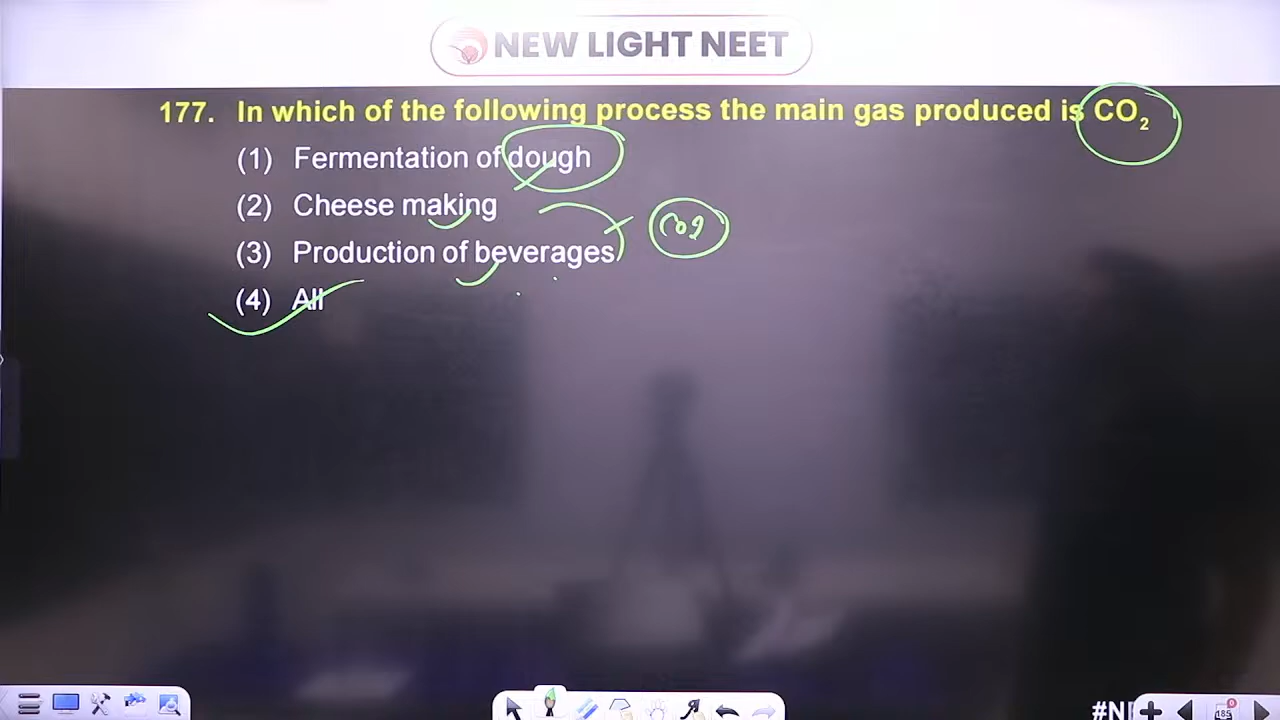 NEW LIGHT NEET
177. In which of the following process the main gas produced is CO₂
(1) Fermentation of dough
(2) Cheese making
(3) Production of beverages
(4) All
485